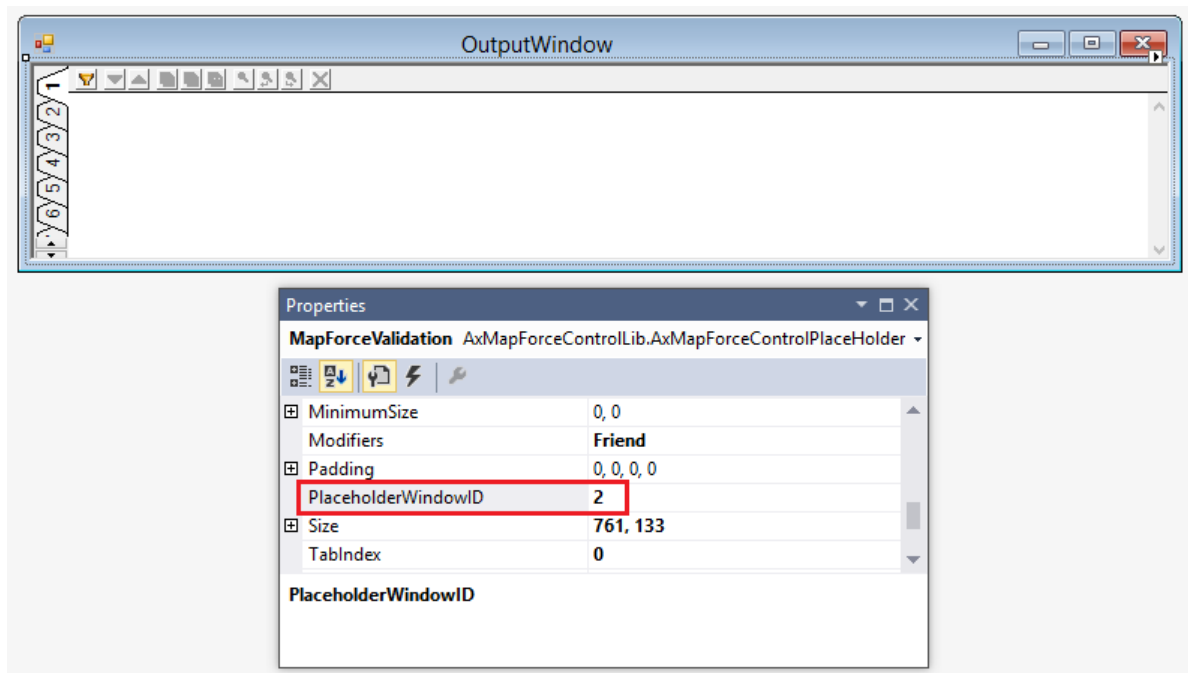 OutputWindow
1
2
3
4
5
6
Properties
MapForceValidation AxMapForceControlLib.AxMapForceControlPlaceHolder
MinimumSize 0, 0
Modifiers Friend
Padding 0, 0, 0, 0
PlaceholderWindowID 2
Size 761, 133
TabIndex 0
PlaceholderWindowID